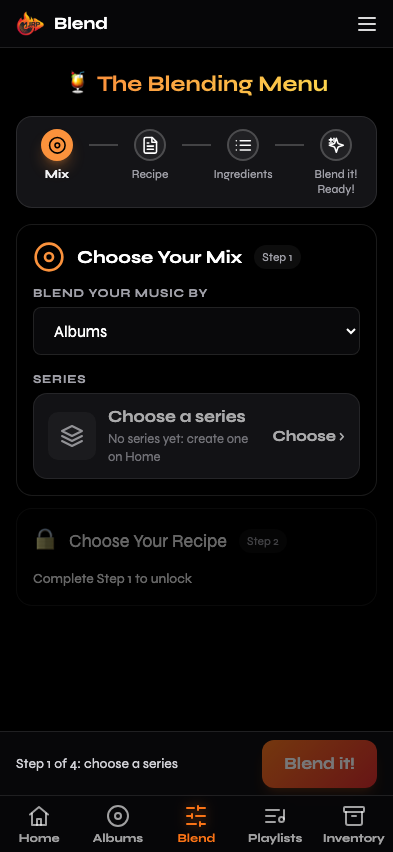 Blend
The Blending Menu
Mix
Recipe
Ingredients
Blend it!
Ready!
Choose Your Mix
Step 1
BLEND YOUR MUSIC BY
Albums
SERIES
Choose a series
No series yet: create one
on Home
Choose ›
Choose Your Recipe
Step 2
Complete Step 1 to unlock
Step 1 of 4: choose a series
Blend it!
Home
Albums
Blend
Playlists
Inventory